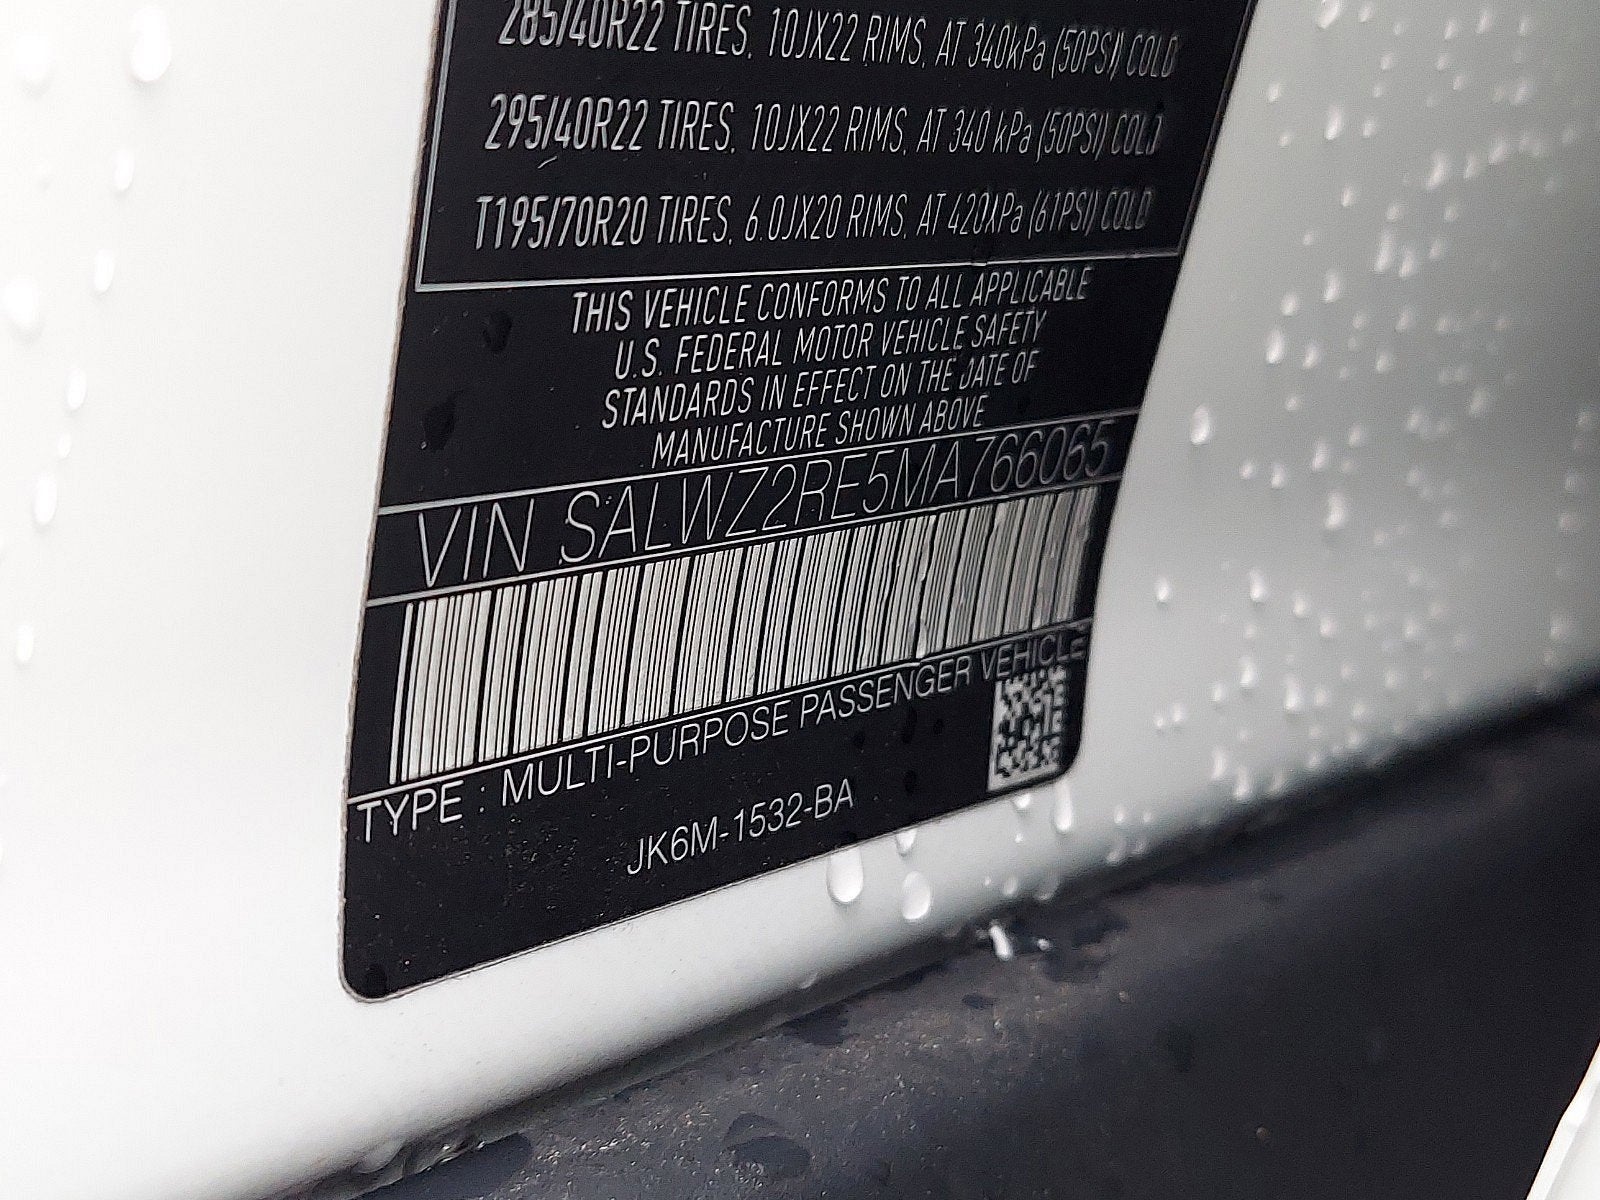 285/40R22 TIRES, 10JX22 RIMS, AT 340kPa (50PSI) COLD
295/40R22 TIRES, 10JX22 RIMS, AT 340 kPa (50PSI) COLD
T195/70R20 TIRES, 6.0JX20 RIMS, AT 420kPa (61PSI) COLD
THIS VEHICLE CONFORMS TO ALL APPLICABLE
U.S. FEDERAL MOTOR VEHICLE SAFETY
STANDARDS IN EFFECT ON THE DATE OF
MANUFACTURE SHOWN ABOVE
VIN SALWZ2RE5MA766065
TYPE : MULTI-PURPOSE PASSENGER VEHICLE
JK6M-1532-BA